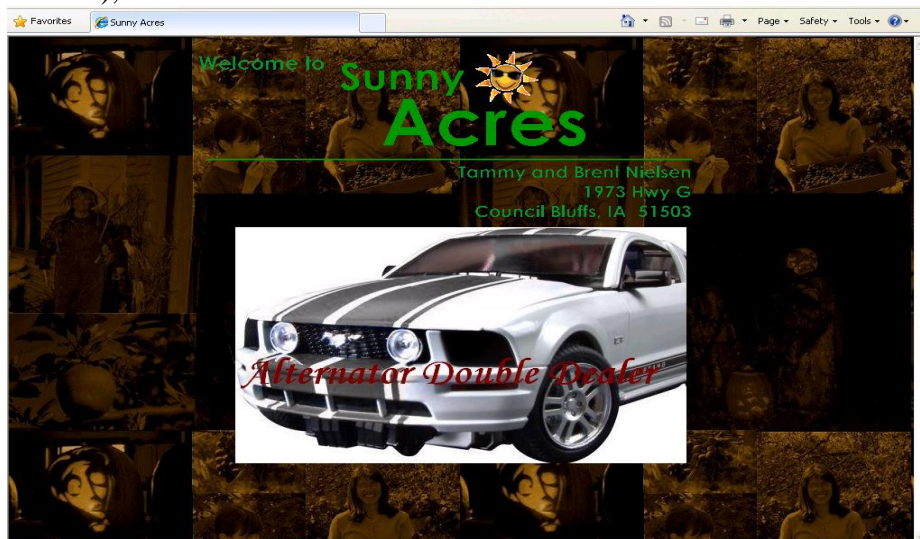 Favorites Sunny Acres Page Safety Tools
Welcome to
Sunny
Acres
Tammy and Brent Nielsen
1973 Hwy G
Council Bluffs, IA 51503
Alternator Double Dealer